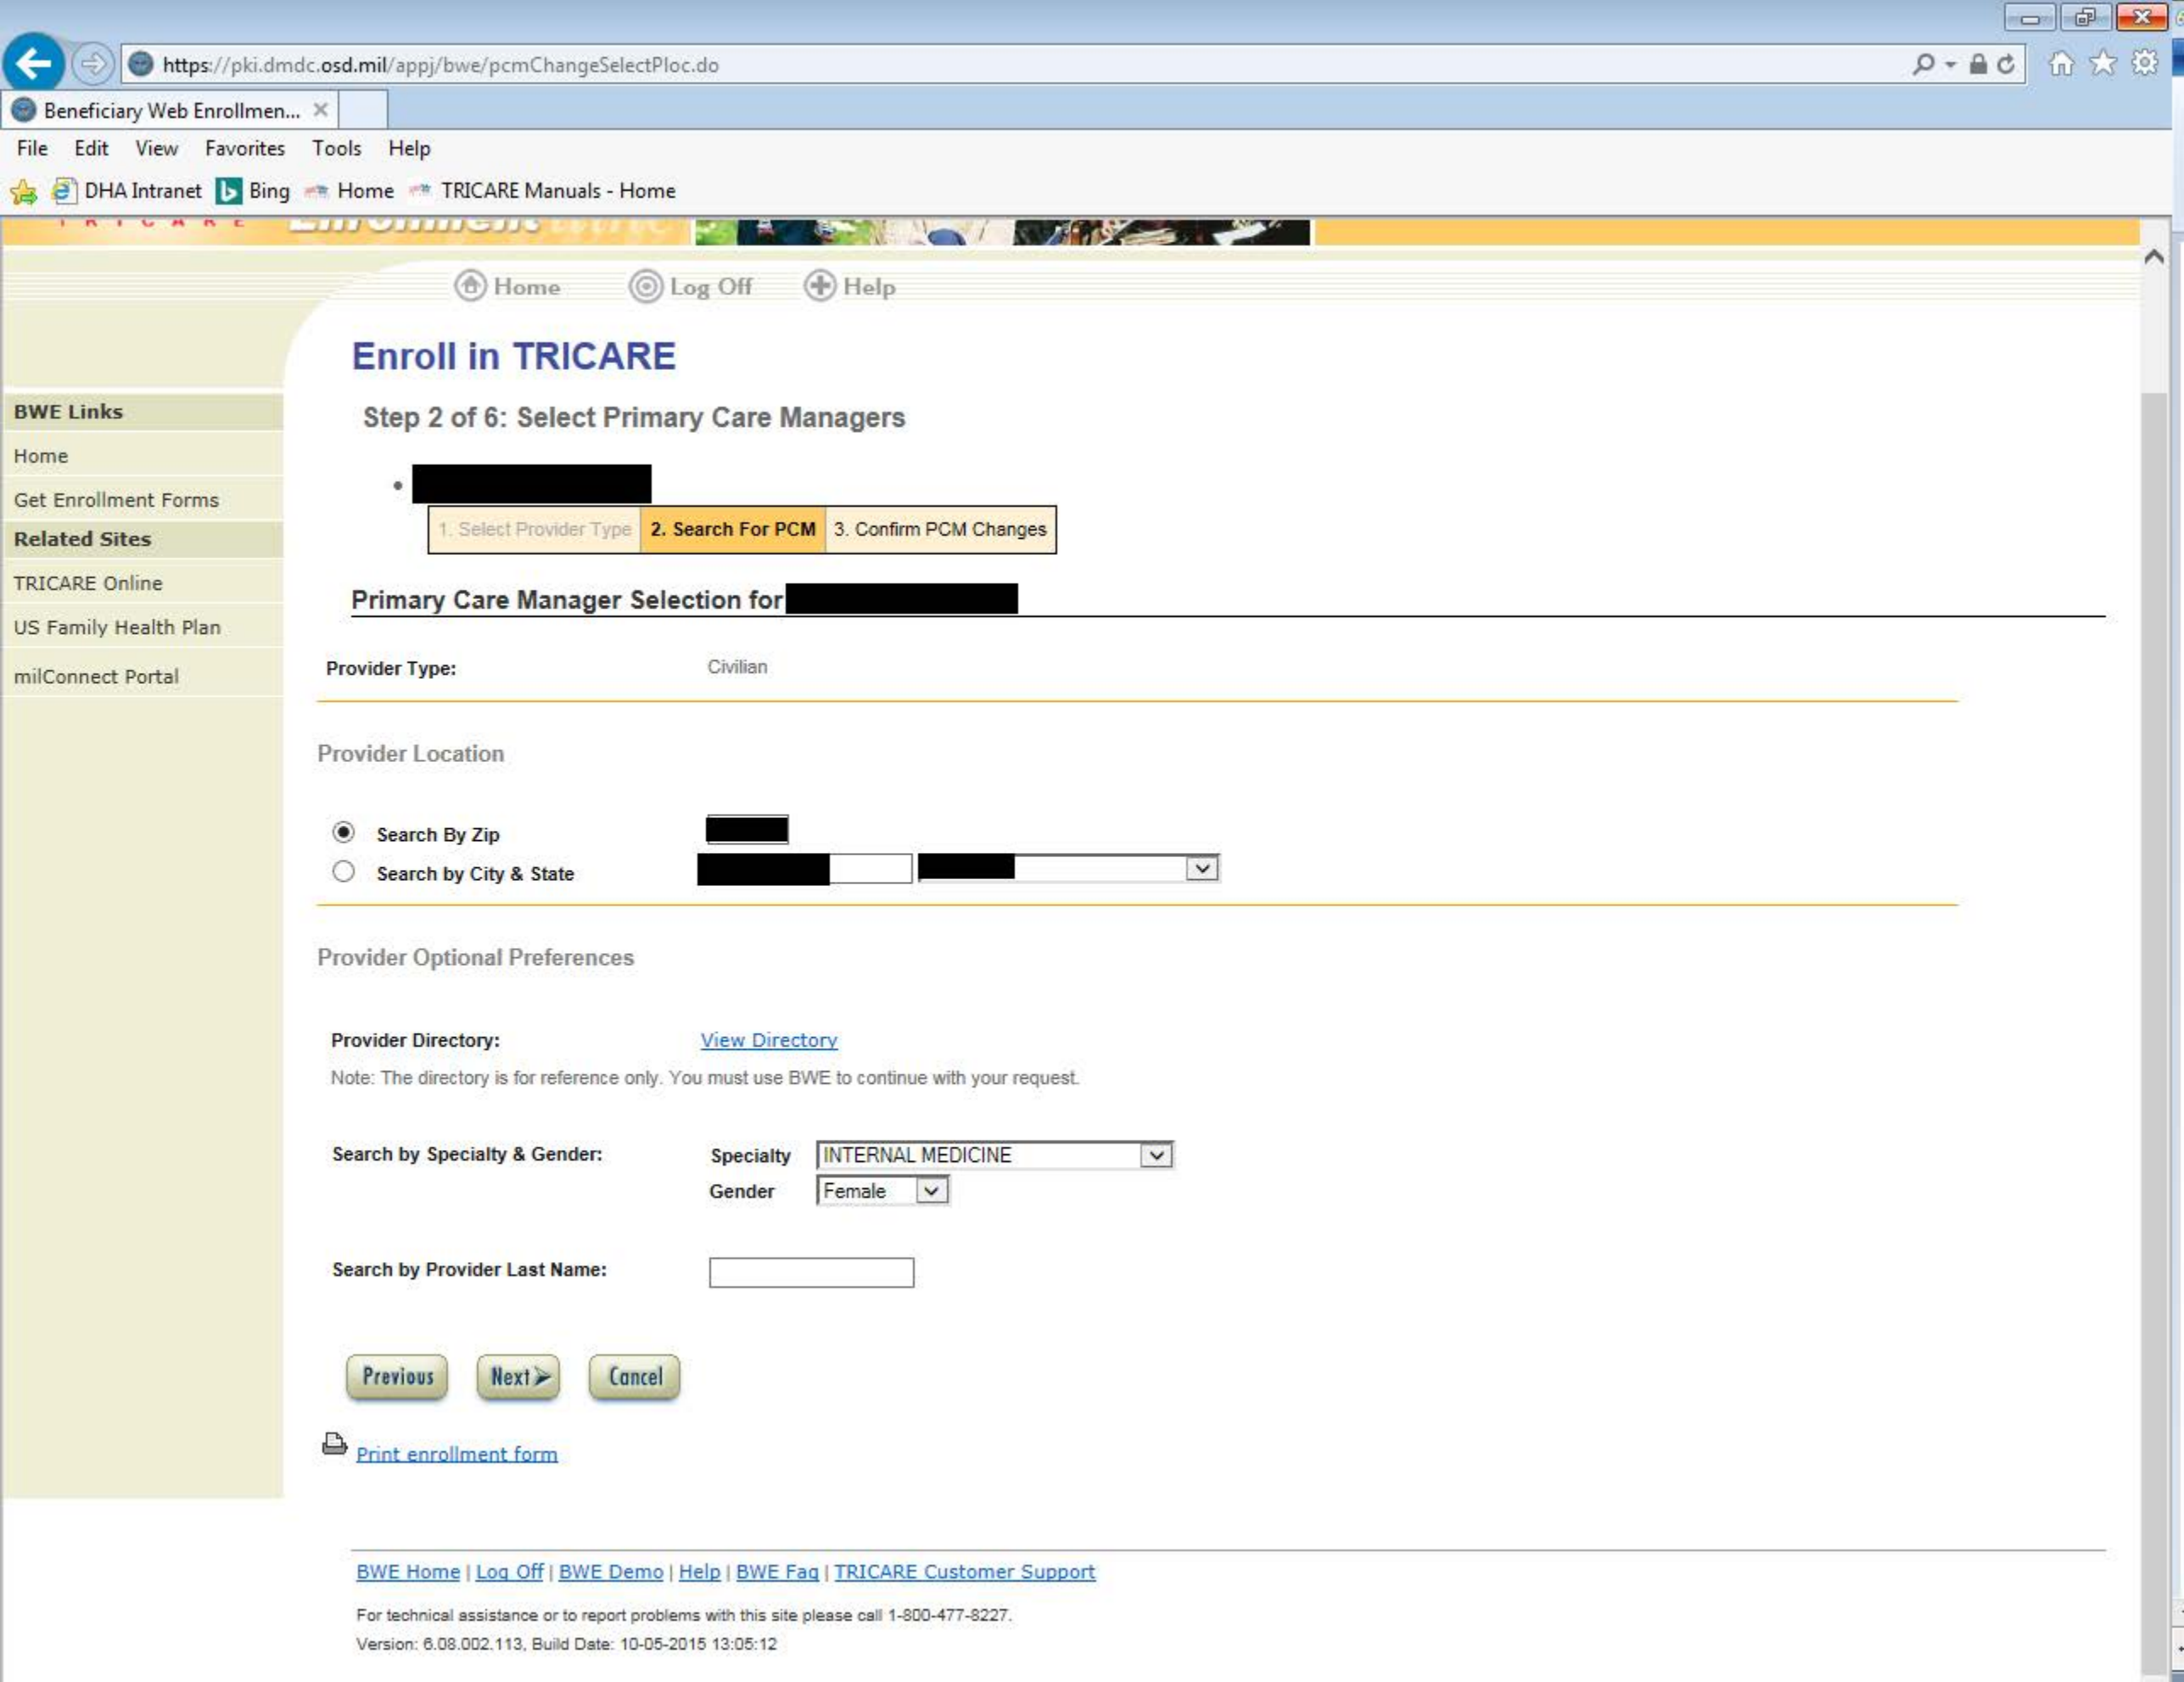 https://pki.dmdc.osd.mil/appj/bwe/pcmChangeSelectPloc.do
Beneficiary Web Enrollmen...
File Edit View Favorites Tools Help
DHA Intranet Bing Home TRICARE Manuals - Home
TRICARE Enrollment
Home Log Off Help
Enroll in TRICARE
BWE Links
Home
Get Enrollment Forms
Related Sites
TRICARE Online
US Family Health Plan
milConnect Portal
Step 2 of 6: Select Primary Care Managers
1. Select Provider Type 2. Search For PCM 3. Confirm PCM Changes
Primary Care Manager Selection for
Provider Type: Civilian
Provider Location
Search By Zip
Search by City & State
Provider Optional Preferences
Provider Directory: View Directory
Note: The directory is for reference only. You must use BWE to continue with your request.
Search by Specialty & Gender: Specialty INTERNAL MEDICINE
Gender Female
Search by Provider Last Name:
Previous Next Cancel
Print enrollment form
BWE Home | Log Off | BWE Demo | Help | BWE Faq | TRICARE Customer Support
For technical assistance or to report problems with this site please call 1-800-477-8227.
Version: 6.08.002.113, Build Date: 10-05-2015 13:05:12